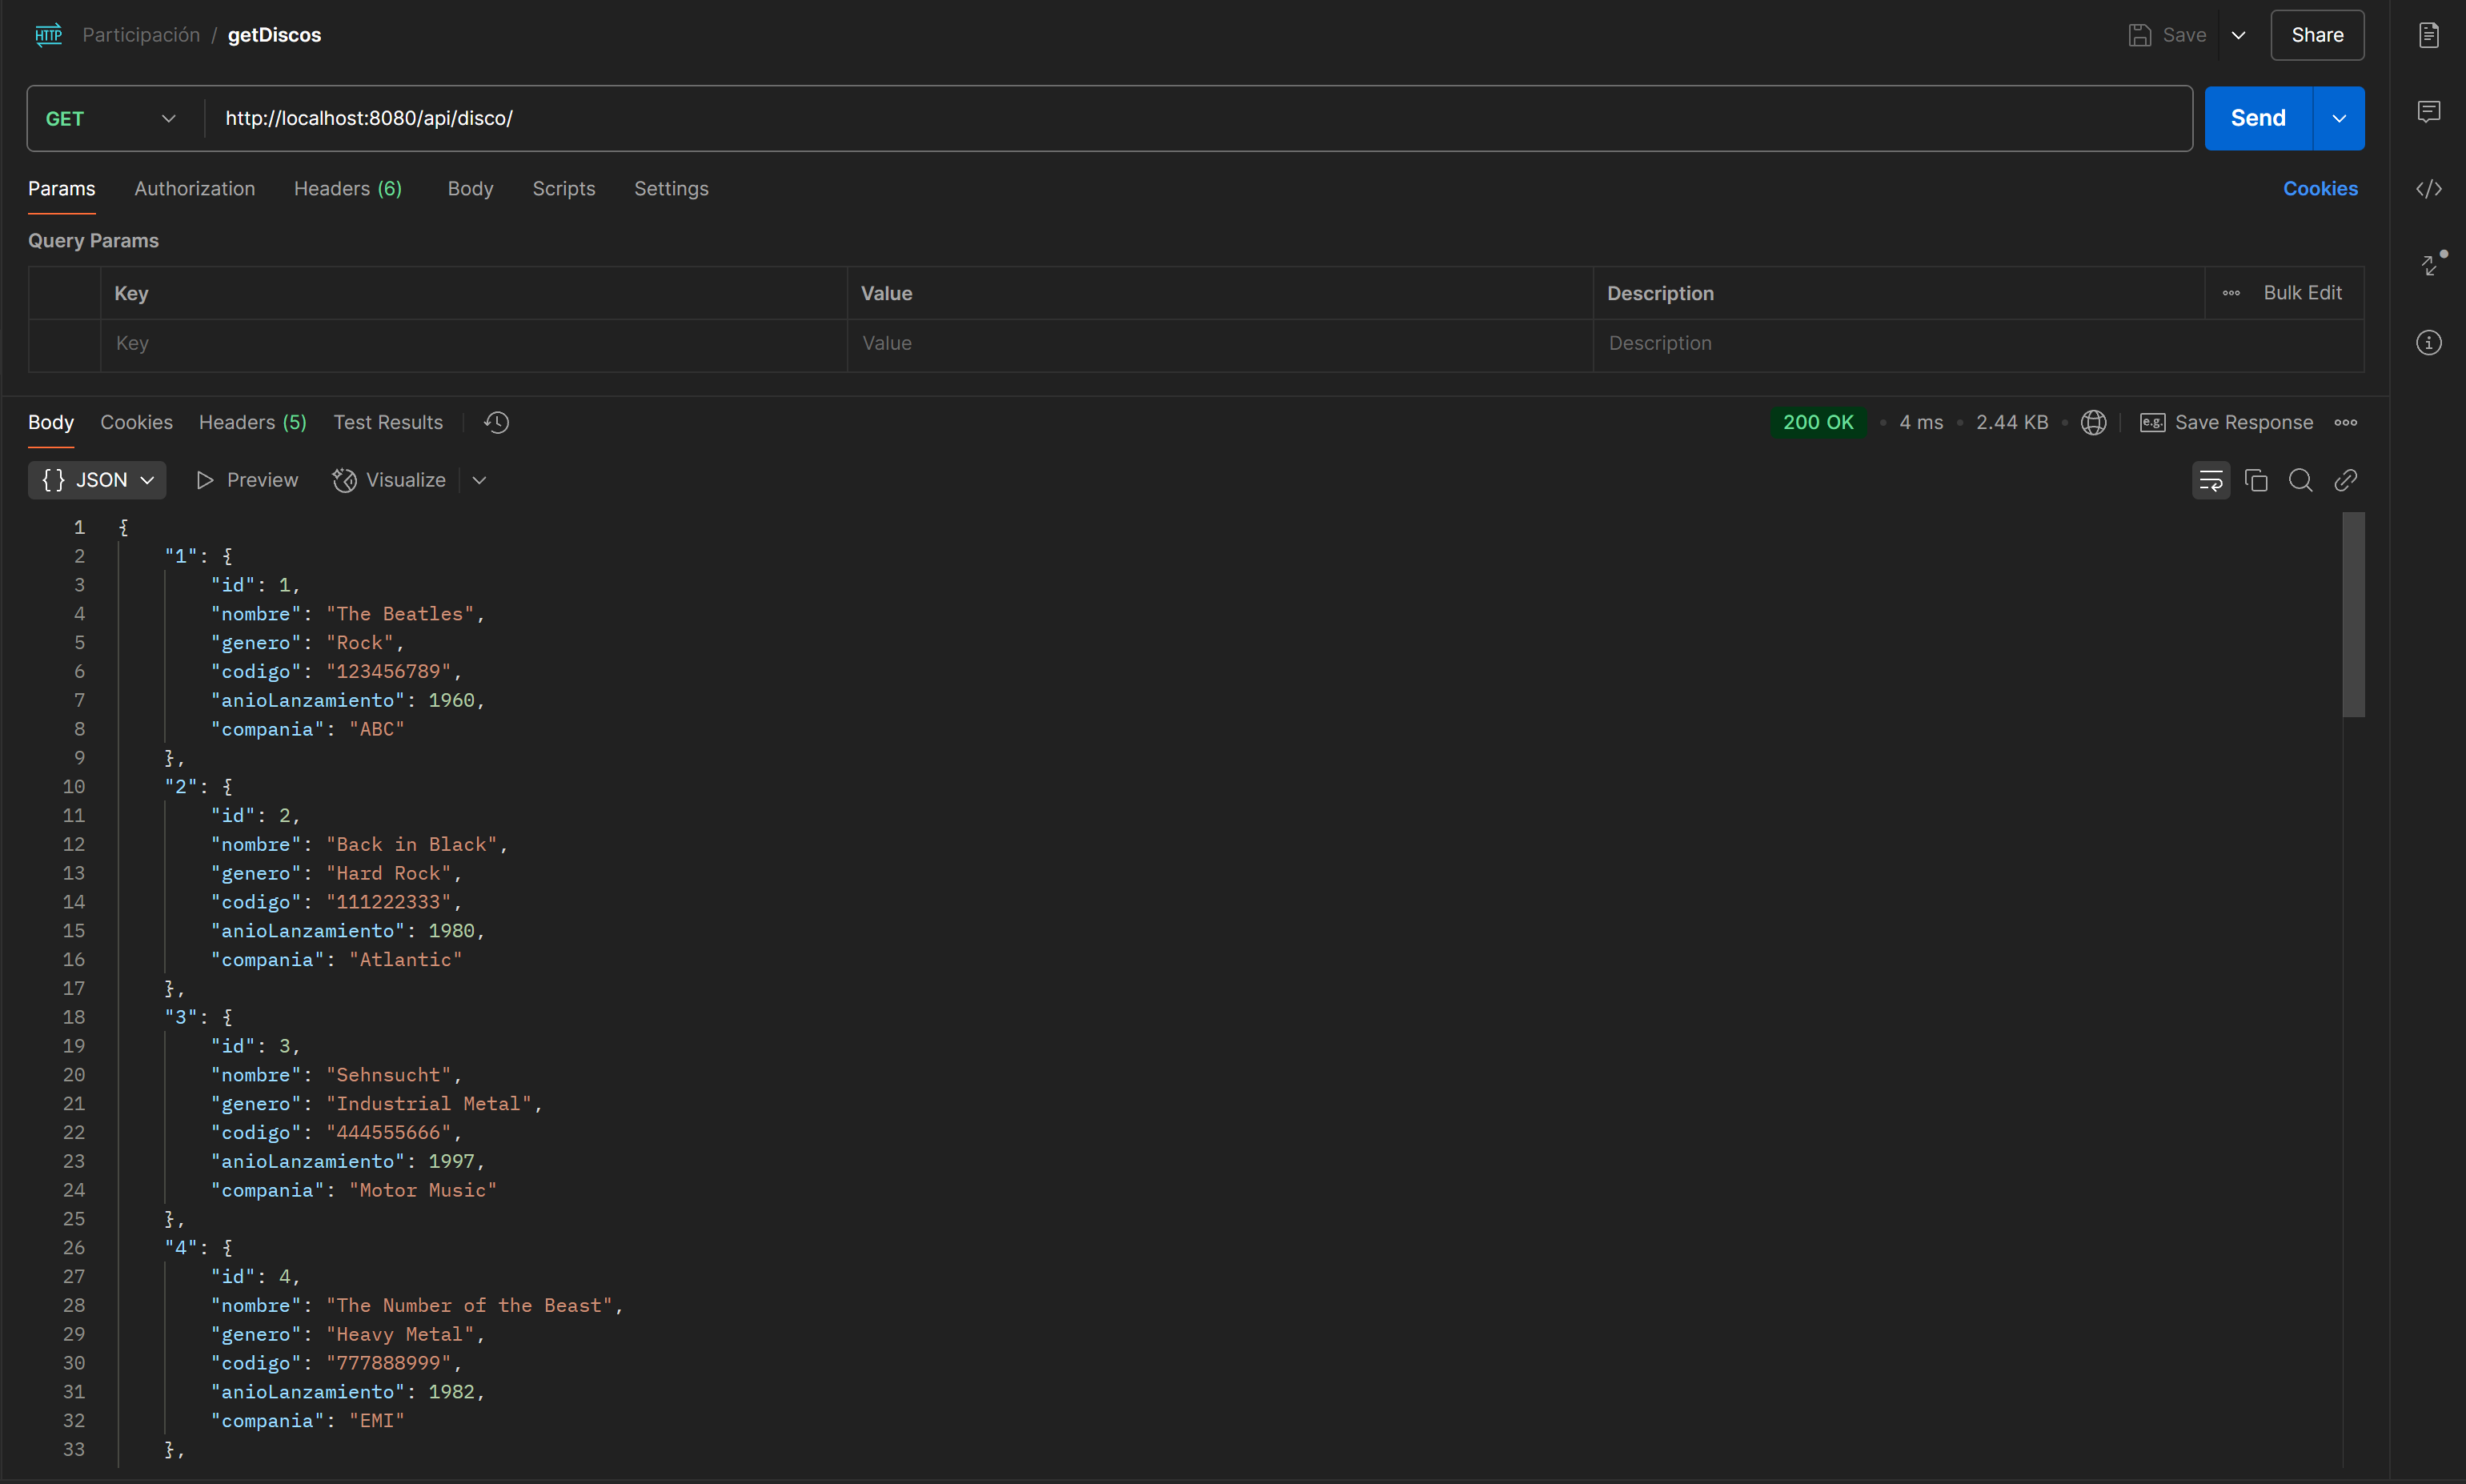 HTTP Participación / getDiscos Save Share
GET http://localhost:8080/api/disco/ Send
Params Authorization Headers (6) Body Scripts Settings Cookies
Query Params
Key Value Description Bulk Edit
Key Value Description
Body Cookies Headers (5) Test Results 200 OK 4 ms 2.44 KB e.g. Save Response
{} JSON Preview Visualize
1 {
2 "1": {
3 "id": 1,
4 "nombre": "The Beatles",
5 "genero": "Rock",
6 "codigo": "123456789",
7 "anioLanzamiento": 1960,
8 "compania": "ABC"
9 },
10 "2": {
11 "id": 2,
12 "nombre": "Back in Black",
13 "genero": "Hard Rock",
14 "codigo": "111222333",
15 "anioLanzamiento": 1980,
16 "compania": "Atlantic"
17 },
18 "3": {
19 "id": 3,
20 "nombre": "Sehnsucht",
21 "genero": "Industrial Metal",
22 "codigo": "444555666",
23 "anioLanzamiento": 1997,
24 "compania": "Motor Music"
25 },
26 "4": {
27 "id": 4,
28 "nombre": "The Number of the Beast",
29 "genero": "Heavy Metal",
30 "codigo": "777888999",
31 "anioLanzamiento": 1982,
32 "compania": "EMI"
33 },